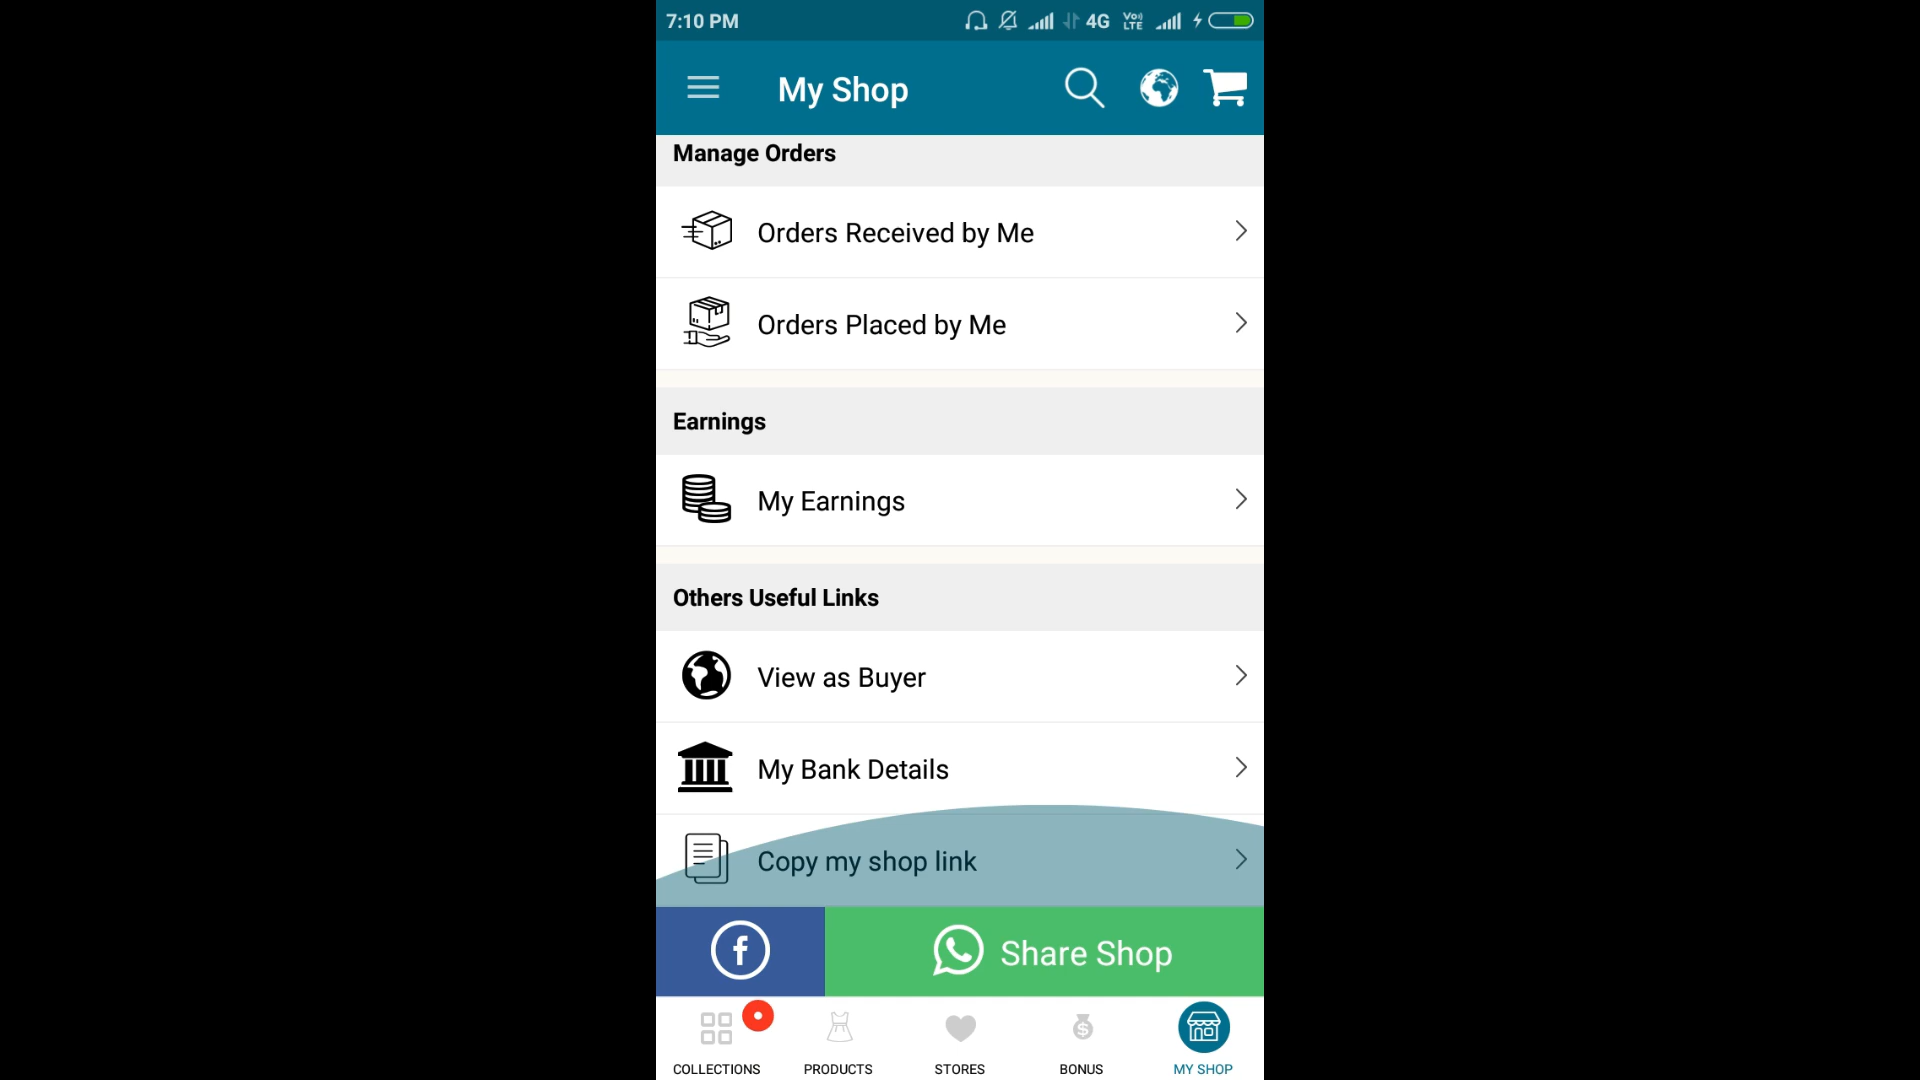 7:10 PM
4G Vo)) LTE
My Shop
Manage Orders
Orders Received by Me
Orders Placed by Me
Earnings
My Earnings
Others Useful Links
View as Buyer
My Bank Details
Copy my shop link
Share Shop
COLLECTIONS PRODUCTS STORES BONUS MY SHOP